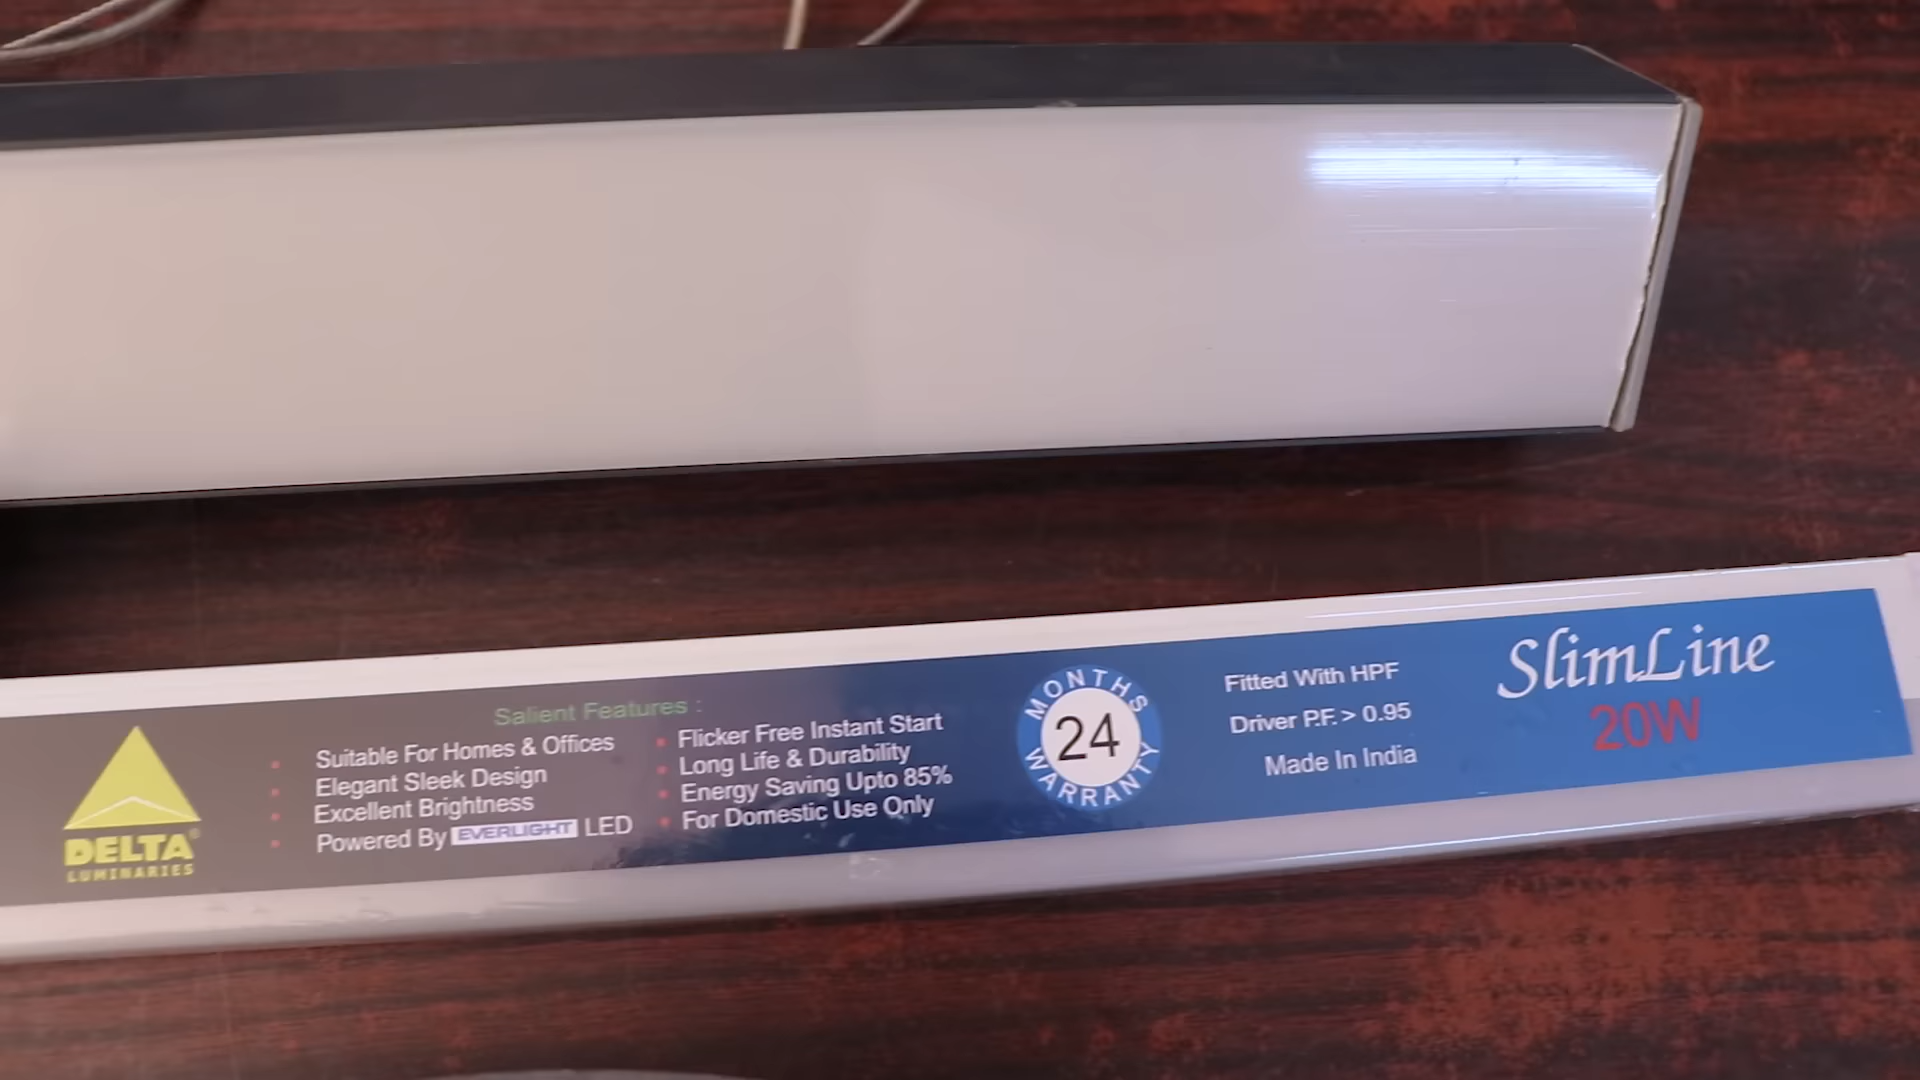 DELTA®
LUMINARIES
Salient Features :
Suitable For Homes & Offices
Elegant Sleek Design
Excellent Brightness
Powered By EVERLIGHT LED
Flicker Free Instant Start
Long Life & Durability
Energy Saving Upto 85%
For Domestic Use Only
MONTHS
24
WARRANTY
Fitted With HPF
Driver P.F. > 0.95
Made In India
SlimLine
20W